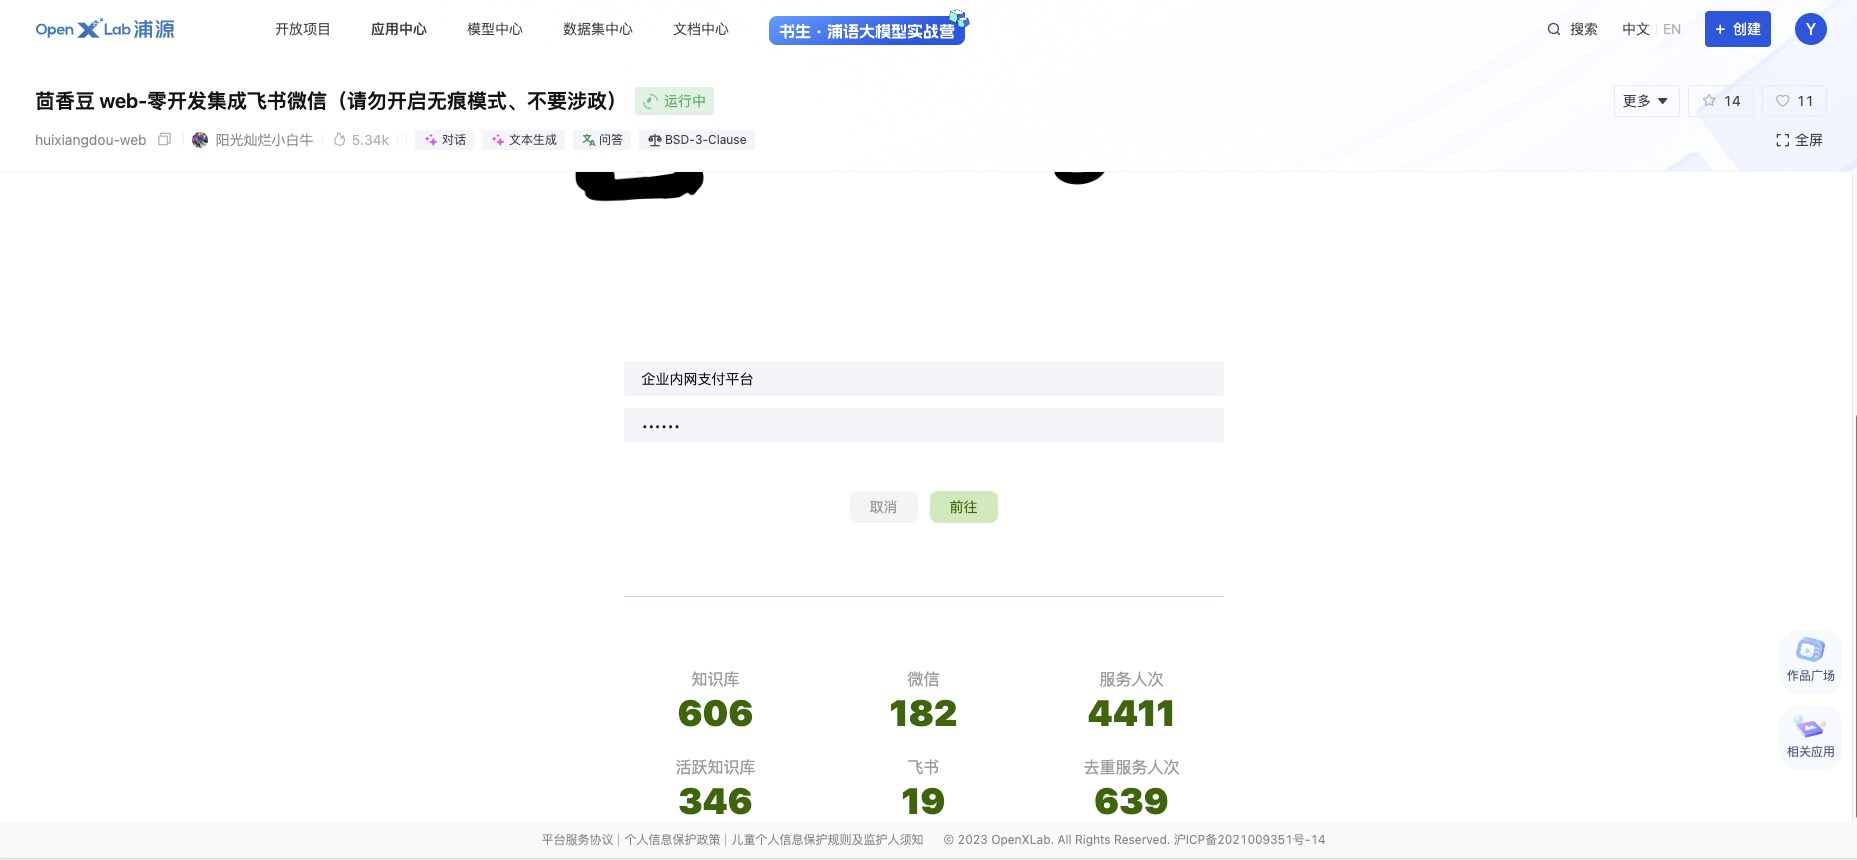 OpenXLab浦源
开放项目
应用中心
模型中心
数据集中心
文档中心
书生·浦语大模型实战营
搜索
中文 EN
+ 创建
Y
茴香豆 web-零开发集成飞书微信（请勿开启无痕模式、不要涉政）
运行中
更多
14
11
huixiangdou-web
阳光灿烂小白牛
5.34k
对话
文本生成
问答
BSD-3-Clause
全屏
企业内网支付平台
••••••
取消
前往
知识库
606
微信
182
服务人次
4411
活跃知识库
346
飞书
19
去重服务人次
639
作品广场
相关应用
平台服务协议 | 个人信息保护政策 | 儿童个人信息保护规则及监护人须知 © 2023 OpenXLab. All Rights Reserved. 沪ICP备2021009351号-14